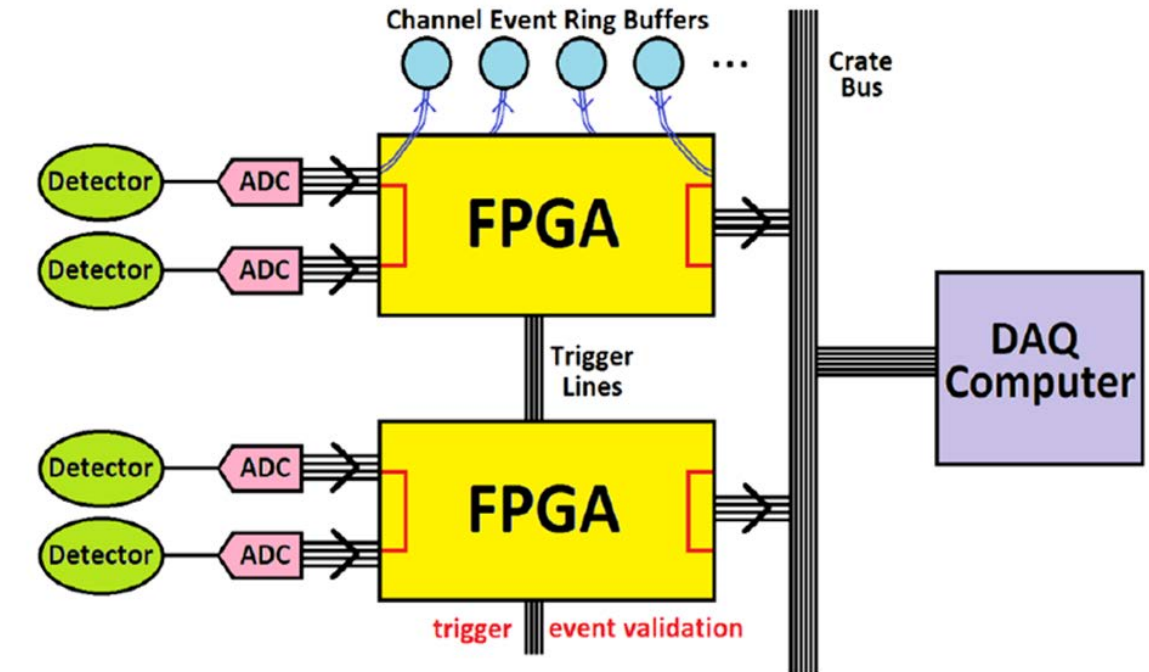 Channel Event Ring Buffers
...
Crate
Bus
Detector
ADC
FPGA
Detector
ADC
Trigger
Lines
DAQ
Computer
Detector
ADC
FPGA
Detector
ADC
trigger
event validation